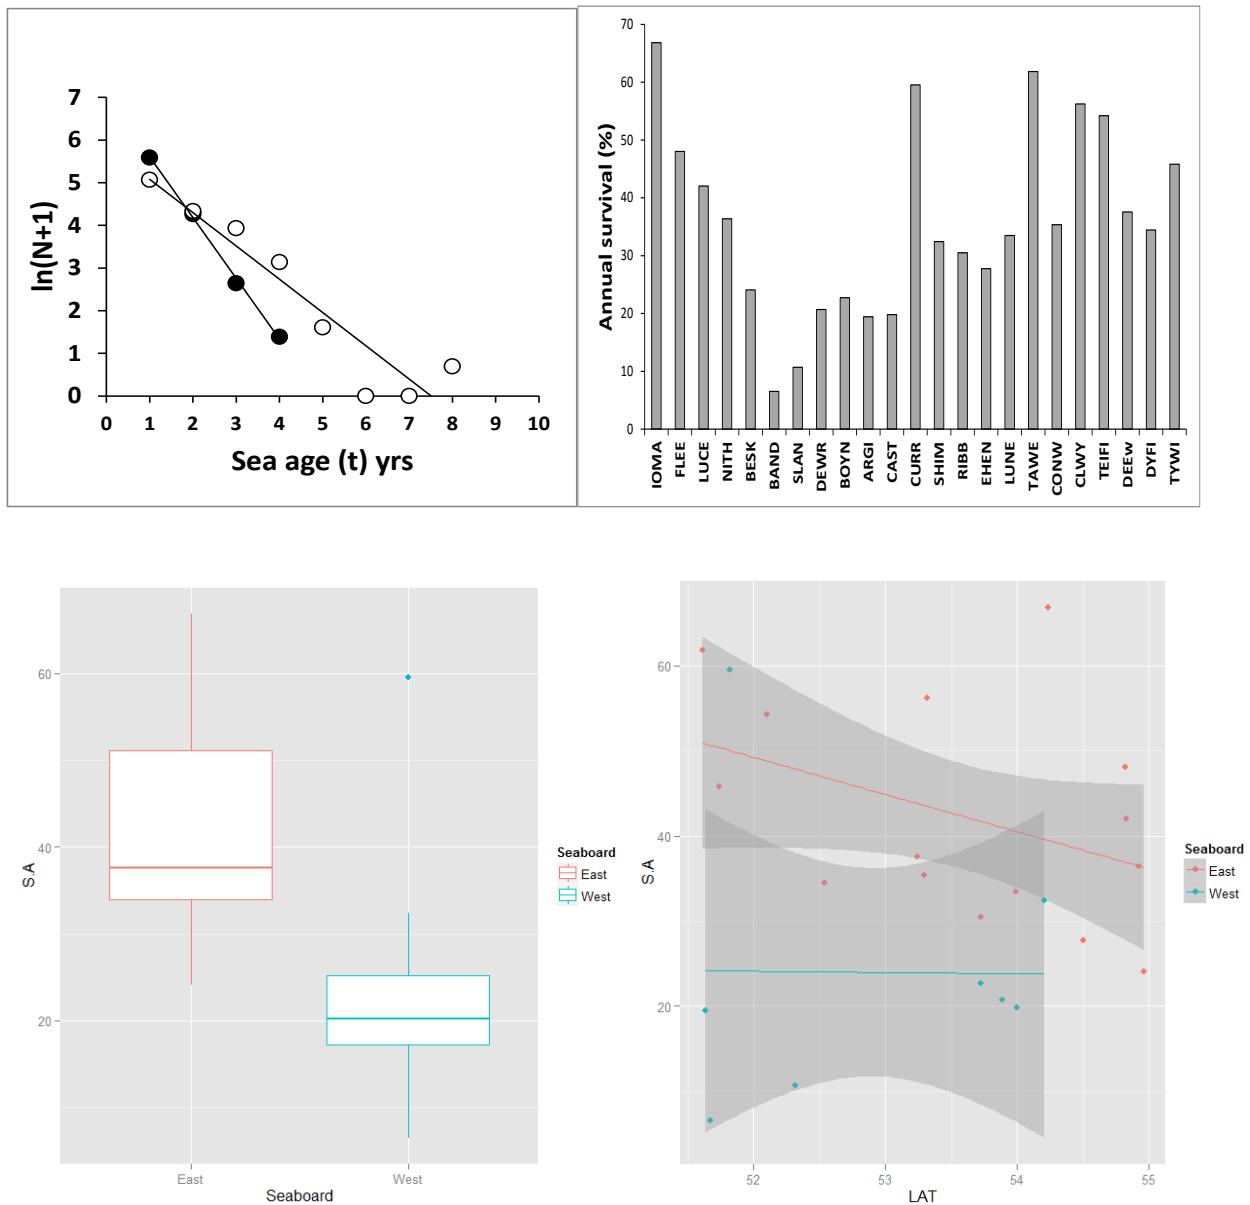 7
6
5
4
3
2
1
0
ln(N+1)
0 1 2 3 4 5 6 7 8 9 10
Sea age (t) yrs
70
60
50
40
30
20
10
0
Annual survival (%)
IOMA FLEE LUCE NITH BESK BAND SLAN DEWR BOYN ARGI CAST CURR SHIM RIBB EHEN LUNE TAWE CONW CLWY TEIFI DEEw DYFI TYWI
60
40
20
S.A
East West
Seaboard
Seaboard
East
West
60
40
20
S.A
52 53 54 55
LAT
Seaboard
East
West